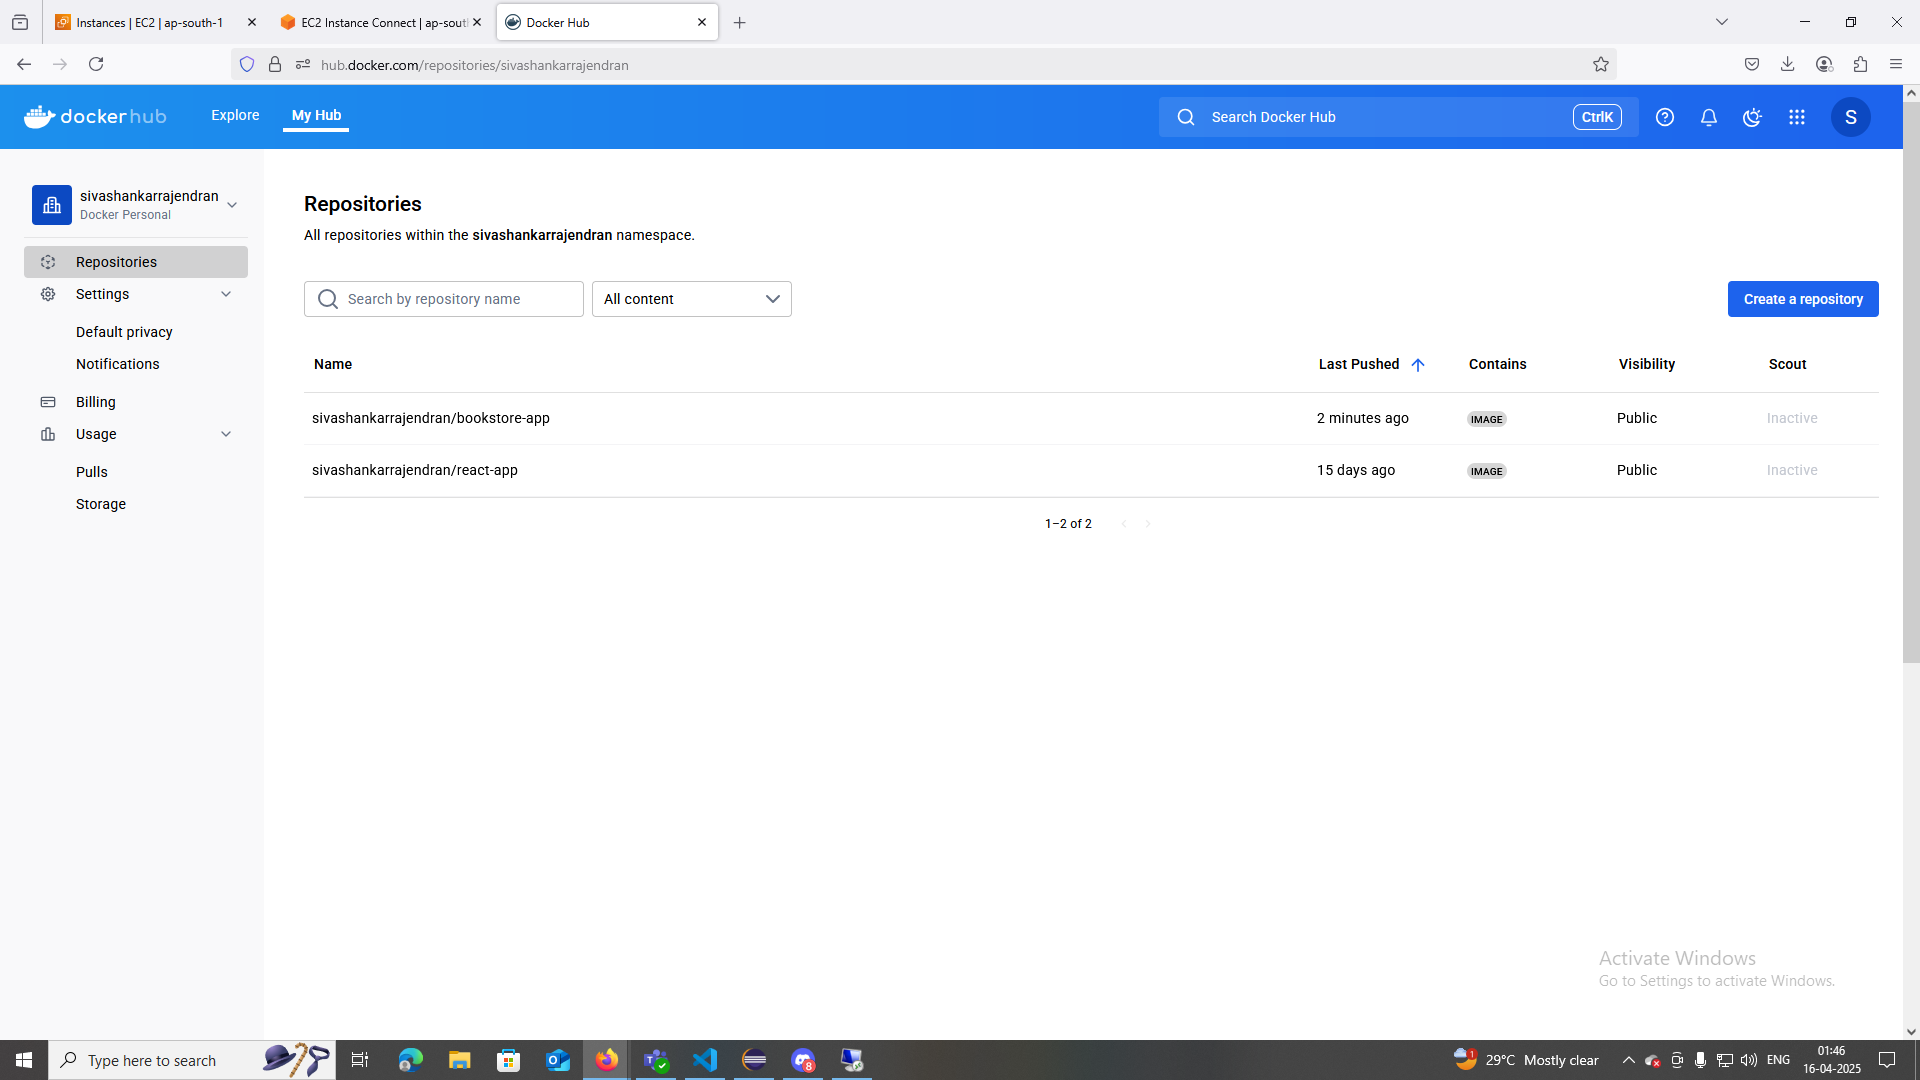 Instances | EC2 | ap-south-1
EC2 Instance Connect | ap-sout
Docker Hub
hub.docker.com/repositories/sivashankarrajendran
docker hub
Explore
My Hub
Search Docker Hub
CtrlK
S
sivashankarrajendran
Docker Personal
Repositories
Settings
Default privacy
Notifications
Billing
Usage
Pulls
Storage
Repositories
All repositories within the sivashankarrajendran namespace.
Search by repository name
All content
Create a repository
Name Last Pushed Contains Visibility Scout
sivashankarrajendran/bookstore-app 2 minutes ago IMAGE Public Inactive
sivashankarrajendran/react-app 15 days ago IMAGE Public Inactive
1–2 of 2
Activate Windows
Go to Settings to activate Windows.
Type here to search
8
1
29°C Mostly clear
ENG
01:46
16-04-2025